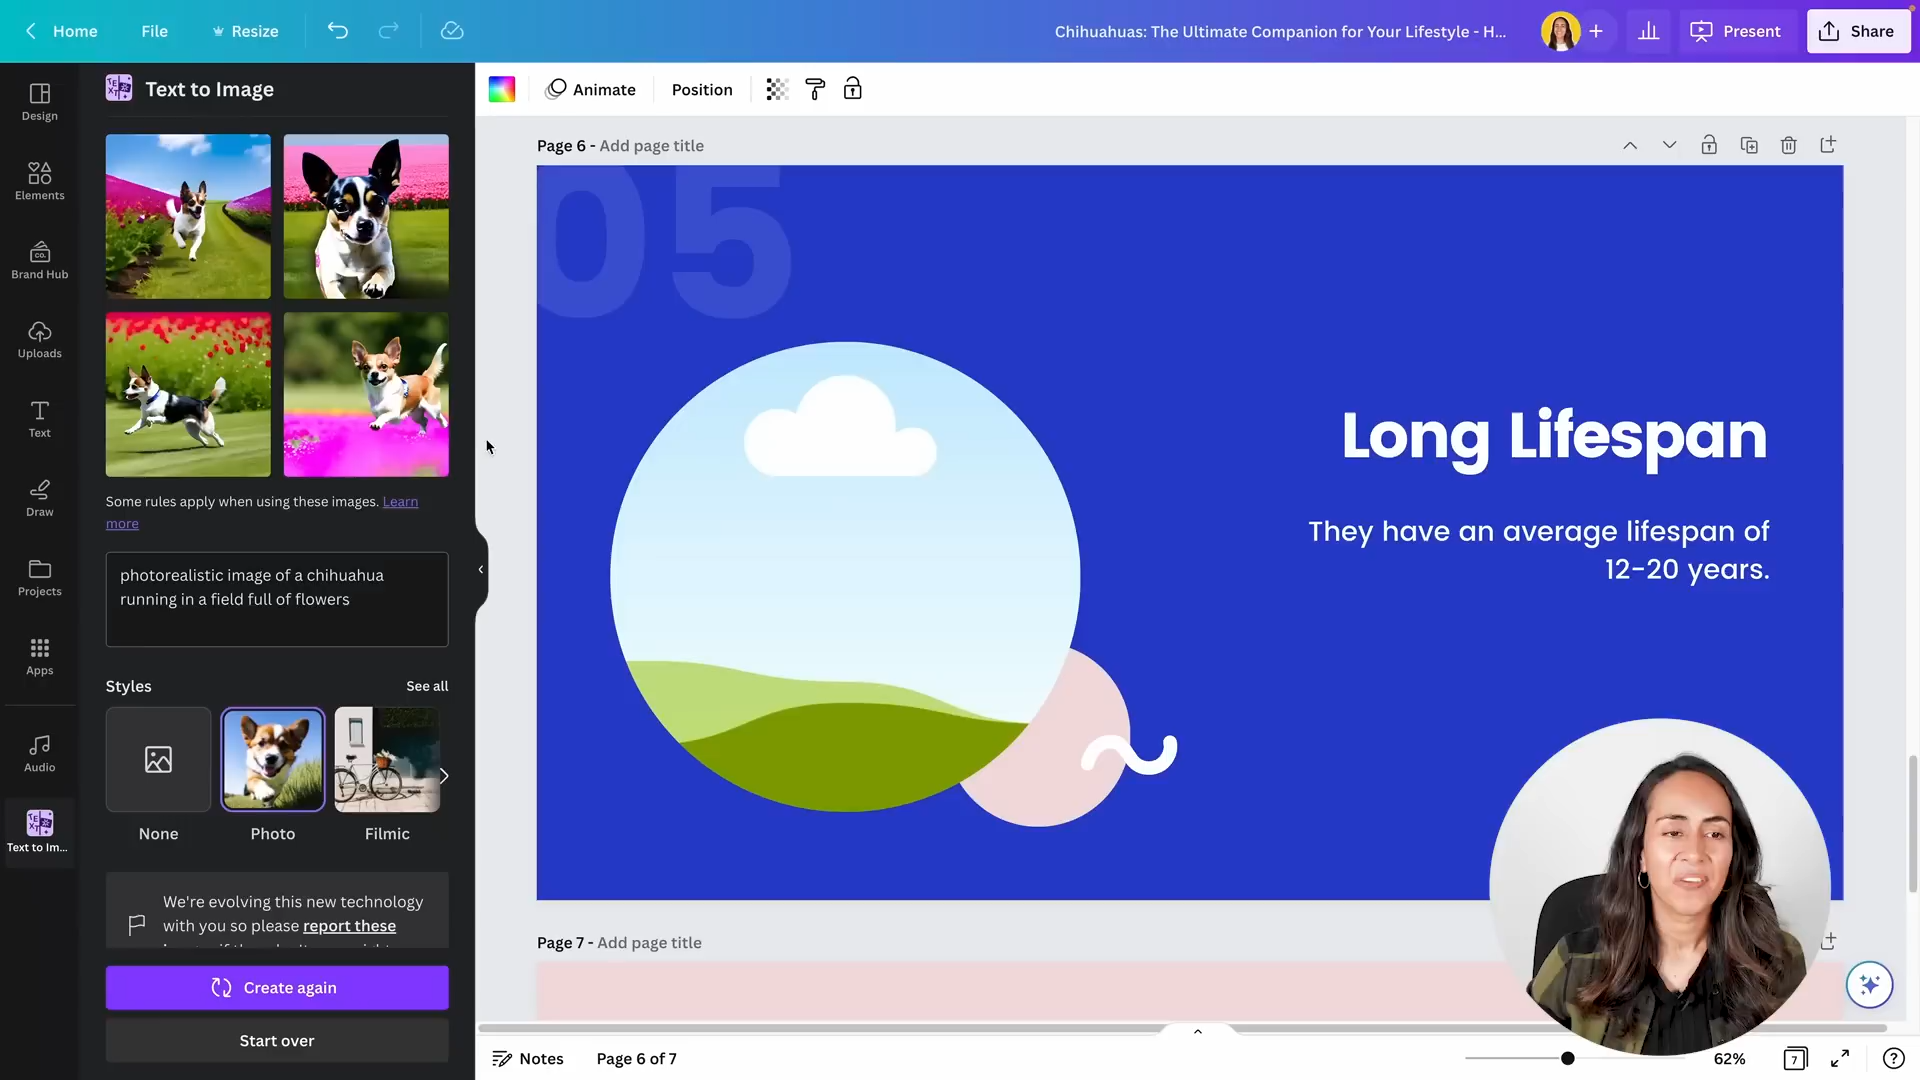 Home
File
Resize
Chihuahuas: The Ultimate Companion for Your Lifestyle - H...
Present
Share
Design
Elements
CO.
Brand Hub
Uploads
Text
Draw
Projects
Apps
Audio
Text to Im...
Text to Image
Some rules apply when using these images. Learn
more
photorealistic image of a chihuahua
running in a field full of flowers
Styles
See all
None
Photo
Filmic
We're evolving this new technology
with you so please report these
Create again
Start over
Animate
Position
Page 6 - Add page title
05
Long Lifespan
They have an average lifespan of
12-20 years.
Page 7 - Add page title
Notes
Page 6 of 7
62%
7
?